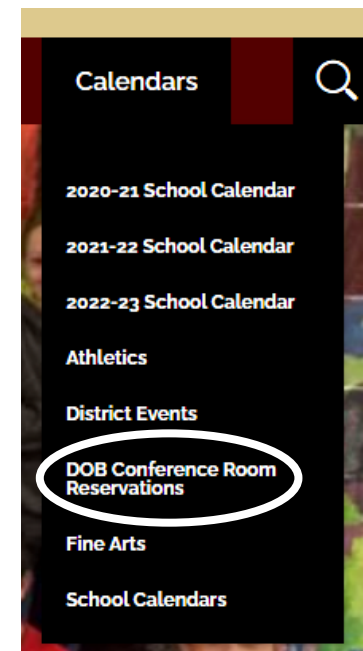 Calendars
2020-21 School Calendar
2021-22 School Calendar
2022-23 School Calendar
Athletics
District Events
DOB Conference Room
Reservations
Fine Arts
School Calendars